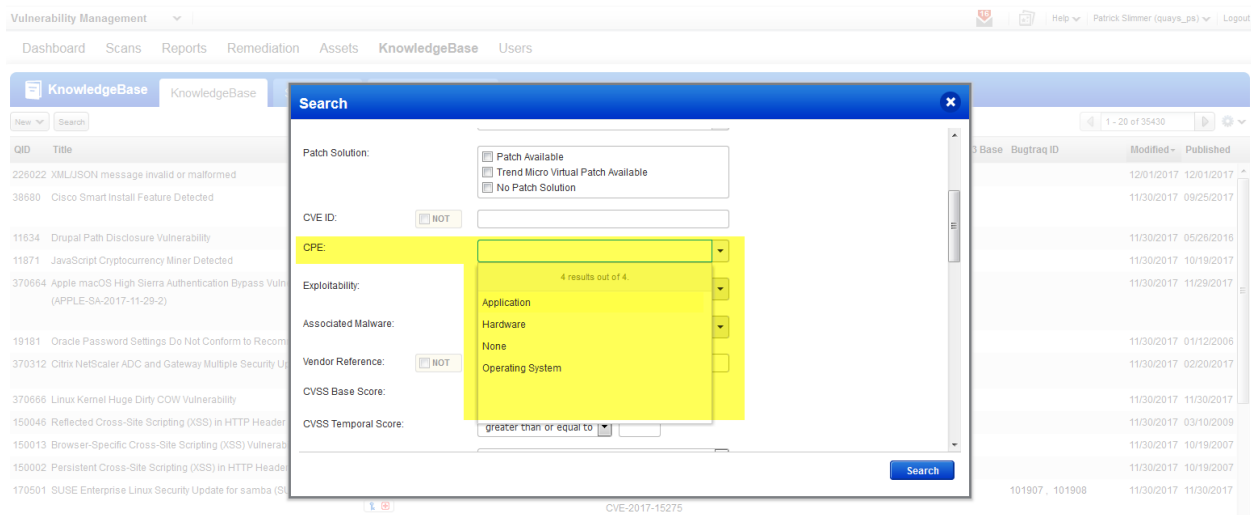 Vulnerability Management
16
Help Patrick Slimmer (quays_ps) Logout
Dashboard Scans Reports Remediation Assets KnowledgeBase Users
KnowledgeBase KnowledgeBase
New Search 1 - 20 of 35430
QID Title 3 Base Bugtraq ID Modified Published
226022 XML/JSON message invalid or malformed 12/01/2017 12/01/2017
38680 Cisco Smart Install Feature Detected 11/30/2017 09/25/2017
11634 Drupal Path Disclosure Vulnerability 11/30/2017 05/26/2016
11871 JavaScript Cryptocurrency Miner Detected 11/30/2017 10/19/2017
370664 Apple macOS High Sierra Authentication Bypass Vuln 11/30/2017 11/29/2017
(APPLE-SA-2017-11-29-2)
19181 Oracle Password Settings Do Not Conform to Recom 11/30/2017 01/12/2006
370312 Citrix NetScaler ADC and Gateway Multiple Security Up 11/30/2017 02/20/2017
370666 Linux Kernel Huge Dirty COW Vulnerability 11/30/2017 11/30/2017
150046 Reflected Cross-Site Scripting (XSS) in HTTP Header 11/30/2017 03/10/2009
150013 Browser-Specific Cross-Site Scripting (XSS) Vulnerab 11/30/2017 10/19/2007
150002 Persistent Cross-Site Scripting (XSS) in HTTP Header 11/30/2017 10/19/2007
170501 SUSE Enterprise Linux Security Update for samba (SU 101907 , 101908 11/30/2017 11/30/2017
CVE-2017-15275
Search
Patch Solution:
Patch Available
Trend Micro Virtual Patch Available
No Patch Solution
CVE ID: NOT
CPE:
4 results out of 4.
Application
Hardware
None
Operating System
Exploitability:
Associated Malware:
Vendor Reference: NOT
CVSS Base Score:
CVSS Temporal Score: greater than or equal to
Search